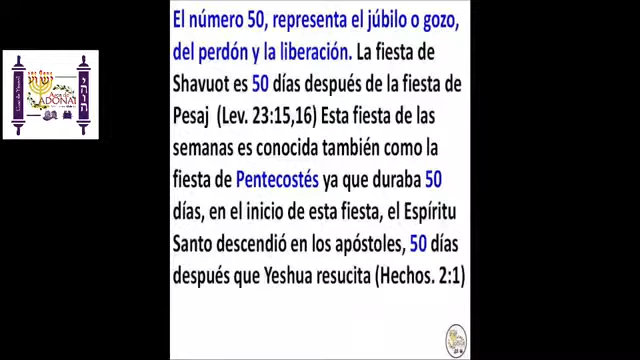 El número 50, representa el júbilo o gozo,
del perdón y la liberación. La fiesta de
Shavuot es 50 días después de la fiesta de
Pesaj (Lev. 23:15,16) Esta fiesta de las
semanas es conocida también como la
fiesta de Pentecostés ya que duraba 50
días, en el inicio de esta fiesta, el Espíritu
Santo descendió en los apóstoles, 50 días
después que Yeshua resucita (Hechos. 2:1)
ADONAI